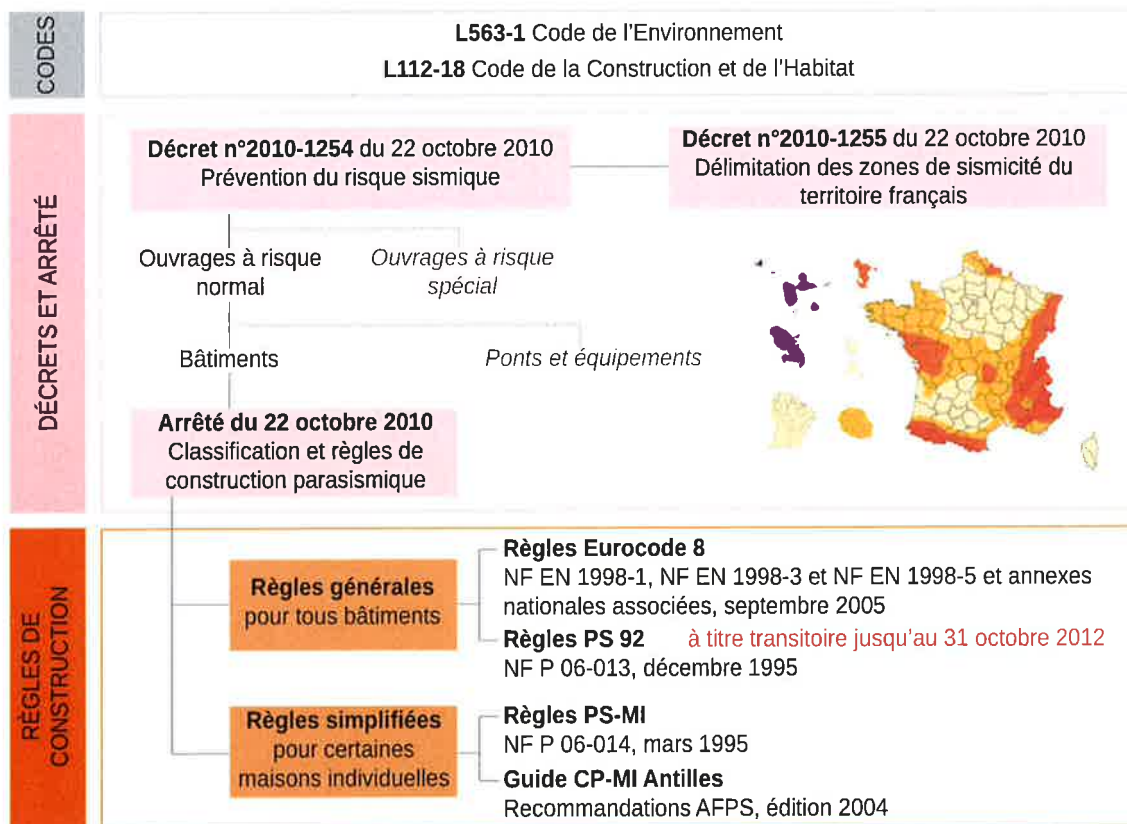 CODES
L563-1 Code de l'Environnement
L112-18 Code de la Construction et de l'Habitat
DÉCRETS ET ARRÊTÉ
Décret n°2010-1254 du 22 octobre 2010
Prévention du risque sismique
Décret n°2010-1255 du 22 octobre 2010
Délimitation des zones de sismicité du
territoire français
Ouvrages à risque
normal
Ouvrages à risque
spécial
Bâtiments
Ponts et équipements
Arrêté du 22 octobre 2010
Classification et règles de
construction parasismique
RÈGLES DE
CONSTRUCTION
Règles générales
pour tous bâtiments
Règles Eurocode 8
NF EN 1998-1, NF EN 1998-3 et NF EN 1998-5 et annexes
nationales associées, septembre 2005
Règles PS 92 à titre transitoire jusqu'au 31 octobre 2012
NF P 06-013, décembre 1995
Règles simplifiées
pour certaines
maisons individuelles
Règles PS-MI
NF P 06-014, mars 1995
Guide CP-MI Antilles
Recommandations AFPS, édition 2004